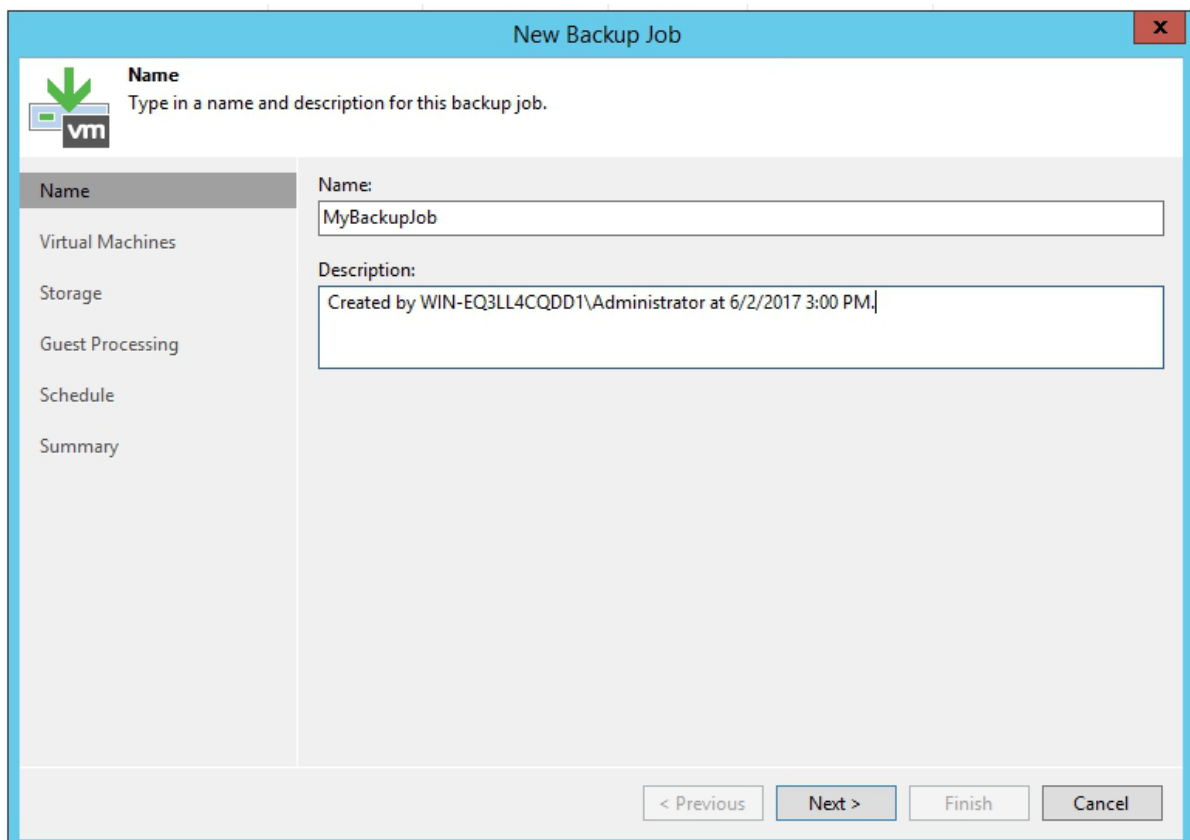 New Backup Job
x
Name
Type in a name and description for this backup job.
vm
Name
Virtual Machines
Storage
Guest Processing
Schedule
Summary
Name:
MyBackupJob
Description:
Created by WIN-EQ3LL4CQDD1\Administrator at 6/2/2017 3:00 PM.
< Previous
Next >
Finish
Cancel